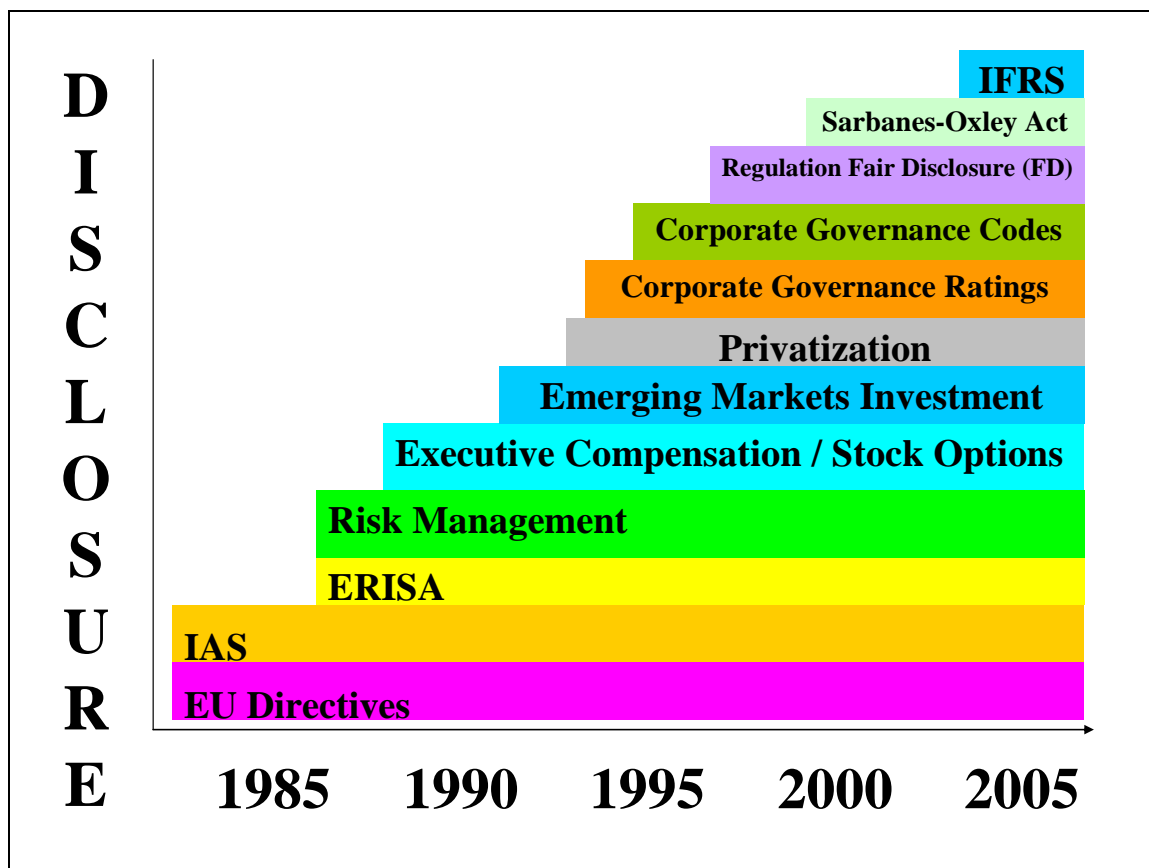 DISCLOSURE
IFRS
Sarbanes-Oxley Act
Regulation Fair Disclosure (FD)
Corporate Governance Codes
Corporate Governance Ratings
Privatization
Emerging Markets Investment
Executive Compensation / Stock Options
Risk Management
ERISA
IAS
EU Directives
1985 1990 1995 2000 2005